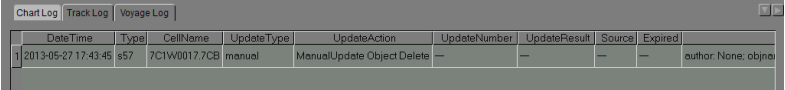 Chart Log Track Log Voyage Log
DateTime Type CellName UpdateType UpdateAction UpdateNumber UpdateResult Source Expired
1 2013-05-27 17:43:45 s57 7C1W0017.7CB manual ManualUpdate Object Delete — — — — author: None; objnar